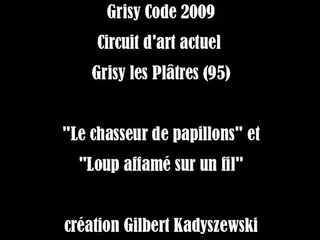 Grisy Code 2009
Circuit d'art actuel
Grisy les Plâtres (95)
"Le chasseur de papillons" et
"Loup affamé sur un fil"
création Gilbert Kadyszewski